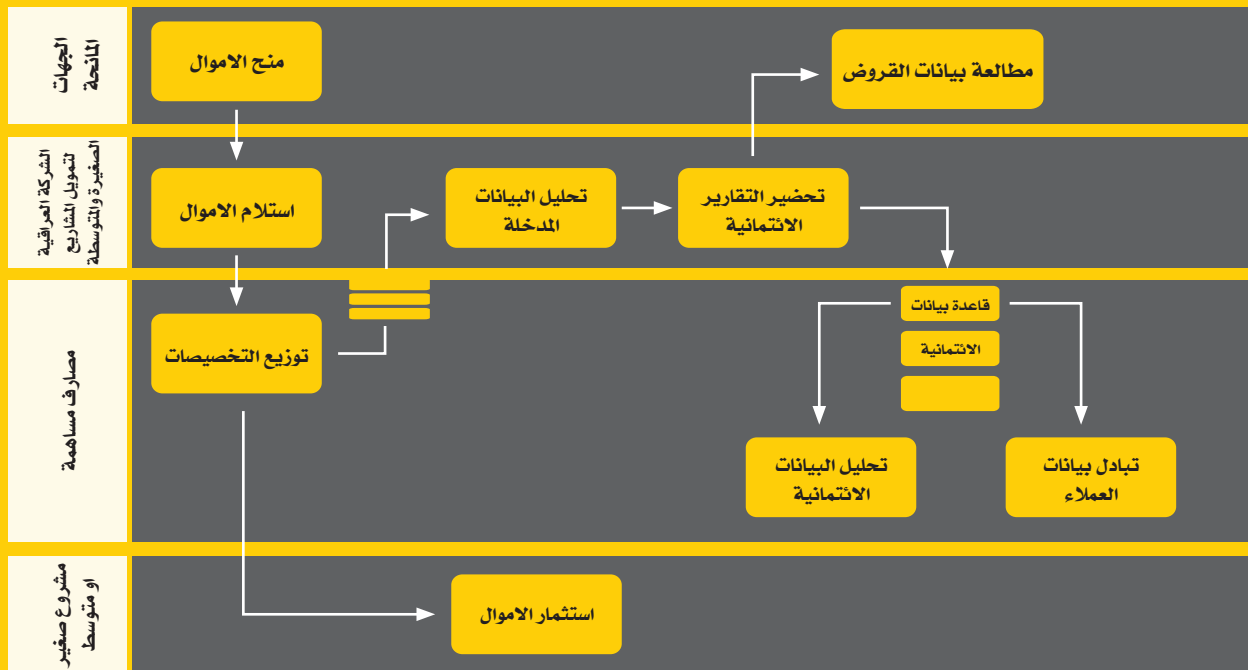 الجهات
المانحة
منح الاموال
مطالعة بيانات القروض
الشركة العراقية
لتمويل المشاريع
الصغيرة والمتوسطة
استلام الاموال
تحليل البيانات
المدخلة
تحضير التقارير
الائتمانية
مصارف مساهمة
توزيع التخصيصات
قاعدة بيانات
الائتمانية
تحليل البيانات
الائتمانية
تبادل بيانات
العملاء
مشروع صغير
او متوسط
استثمار الاموال